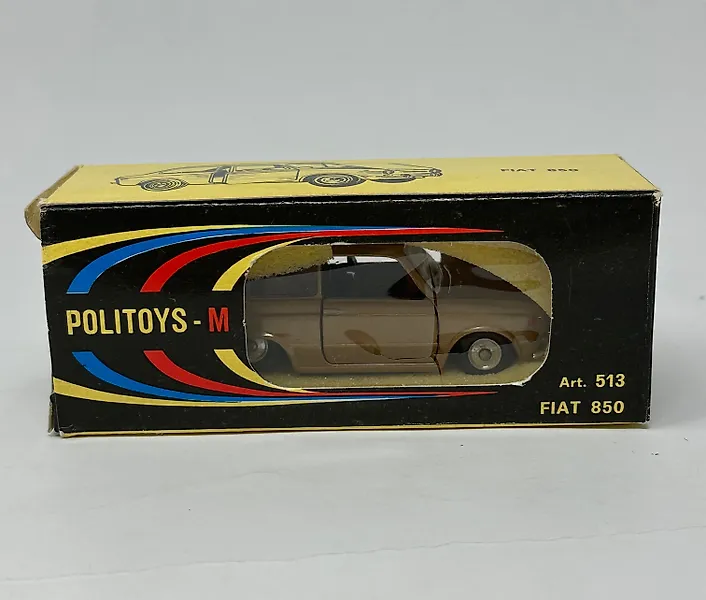 FIAT 850
POLITOYS - M
Art. 513
FIAT 850